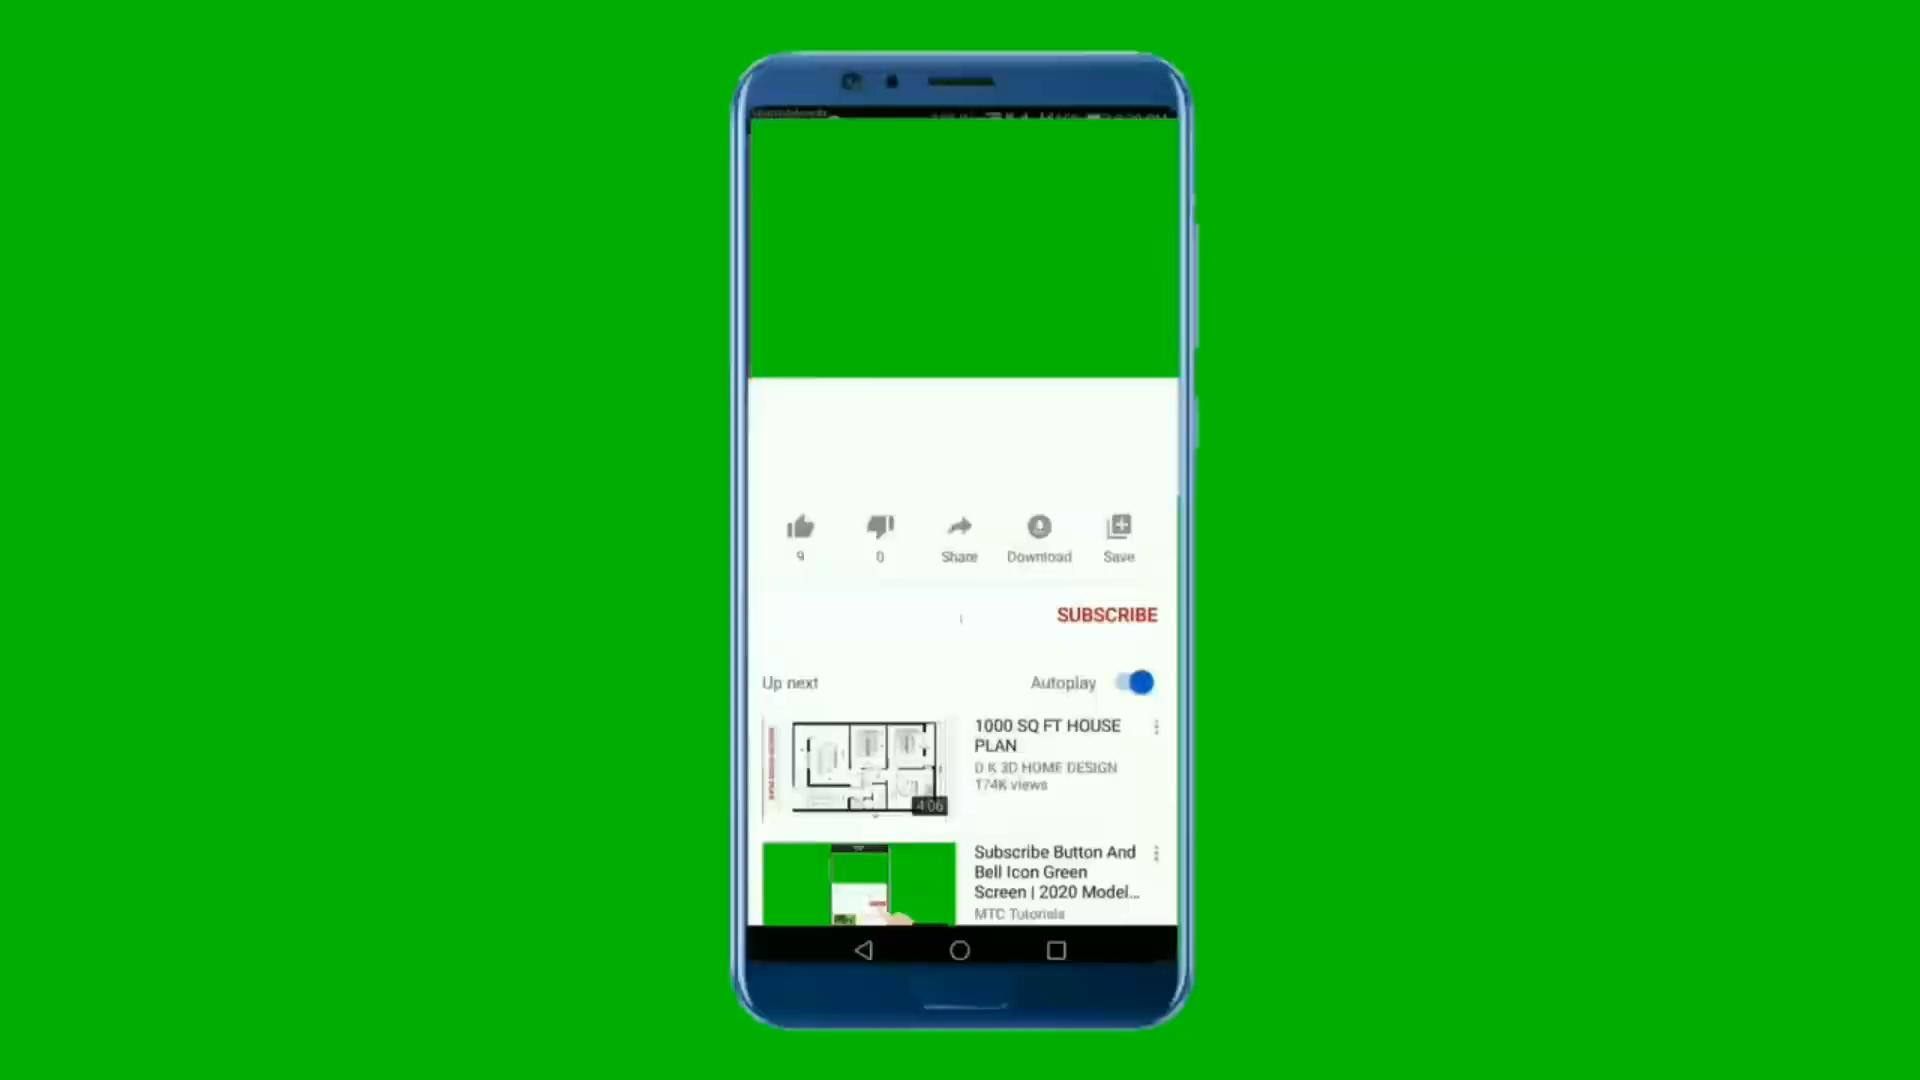 9
0
Share
Download
Save
SUBSCRIBE
Up next
Autoplay
1000 SQ FT HOUSE
PLAN
D K 3D HOME DESIGN
174K views
4:06
Subscribe Button And
Bell Icon Green
Screen | 2020 Model...
MTC Tutorials